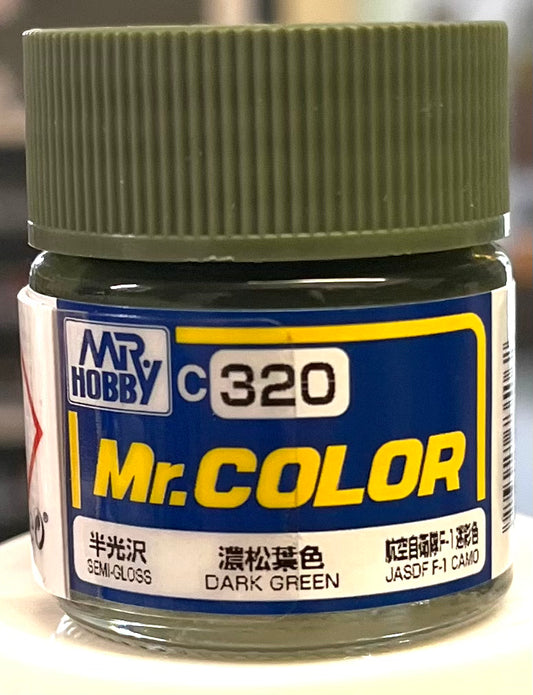 MR.
HOBBY
C 320
Mr.COLOR
半光沢
SEMI-GLOSS
濃松葉色
DARK GREEN
航空自衛隊F-1迷彩色
JASDF F-1 CAMO